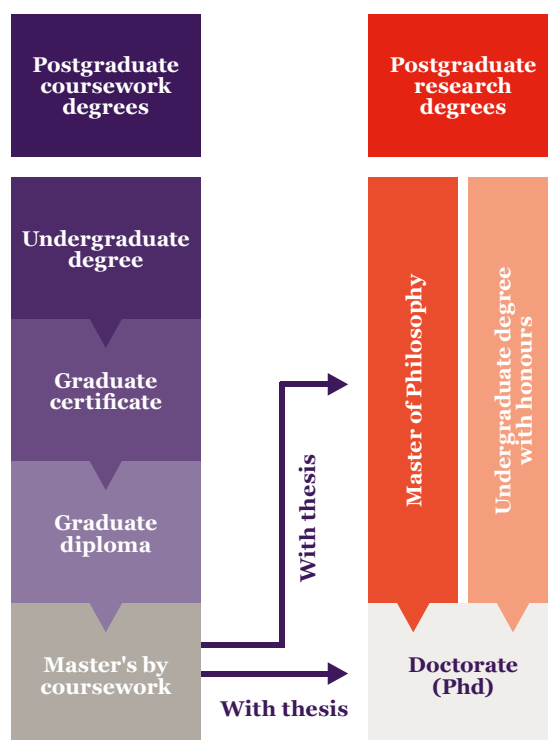 Postgraduate
coursework
degrees
Postgraduate
research
degrees
Undergraduate
degree
Graduate
certificate
Graduate
diploma
Master's by
coursework
With thesis
With thesis
Master of Philosophy
Undergraduate degree
with honours
Doctorate
(Phd)